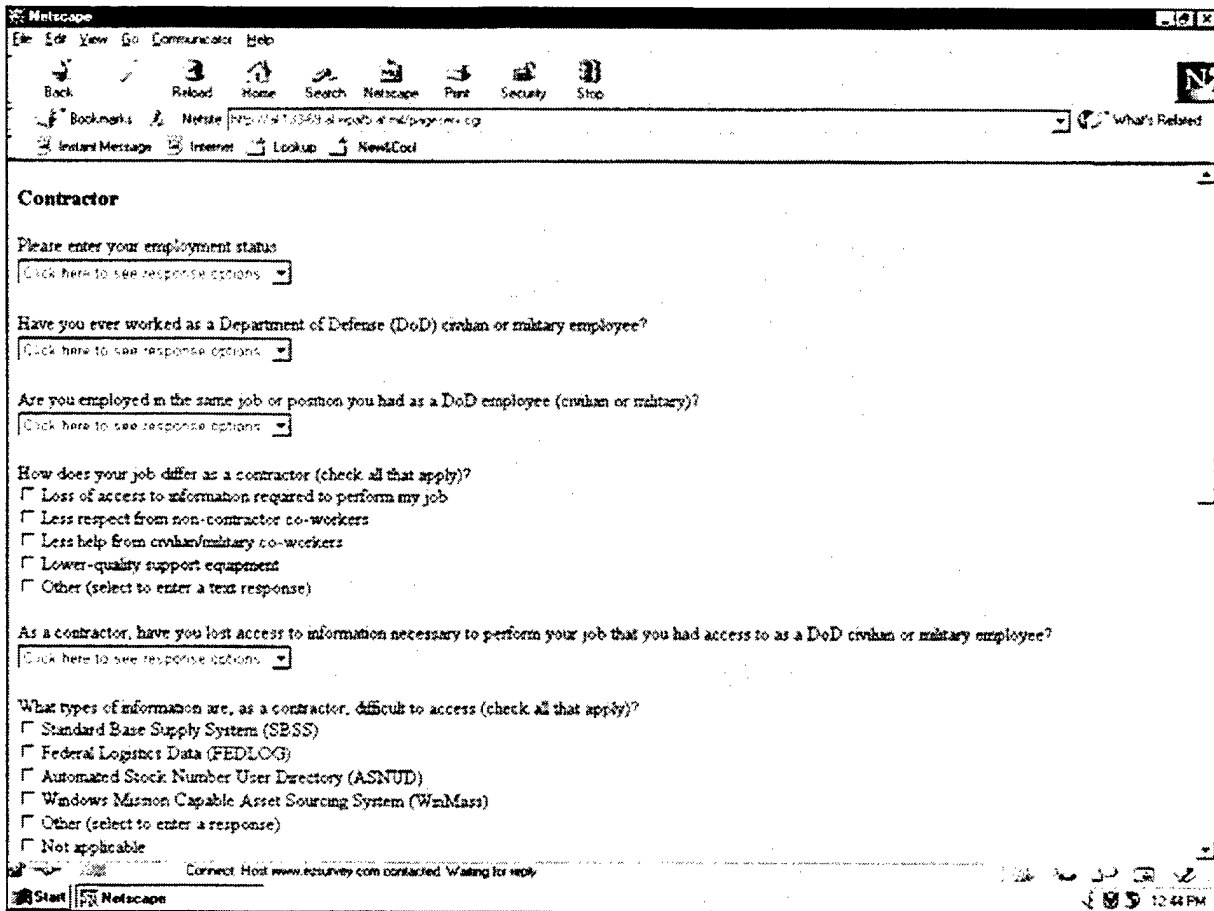 Netscape
File Edit View Go Communicator Help
Back Reload Home Search Netscape Print Security Stop
Bookmarks Netsite What's Related
Instant Message Internet Lookup New&Cool
Contractor
Please enter your employment status
Click here to see response options
Have you ever worked as a Department of Defense (DoD) civilian or military employee?
Click here to see response options
Are you employed in the same job or position you had as a DoD employee (civilian or military)?
Click here to see response options
How does your job differ as a contractor (check all that apply)?
Loss of access to information required to perform my job
Less respect from non-contractor co-workers
Less help from civilian/military co-workers
Lower-quality support equipment
Other (select to enter a text response)
As a contractor, have you lost access to information necessary to perform your job that you had access to as a DoD civilian or military employee?
Click here to see response options
What types of information are, as a contractor, difficult to access (check all that apply)?
Standard Base Supply System (SBSS)
Federal Logistics Data (FEDLOG)
Automated Stock Number User Directory (ASNUD)
Windows Mission Capable Asset Sourcing System (WinMass)
Other (select to enter a response)
Not applicable
Connect: Host www.ezsurvey.com contacted. Waiting for reply
Start Netscape 12:44 PM